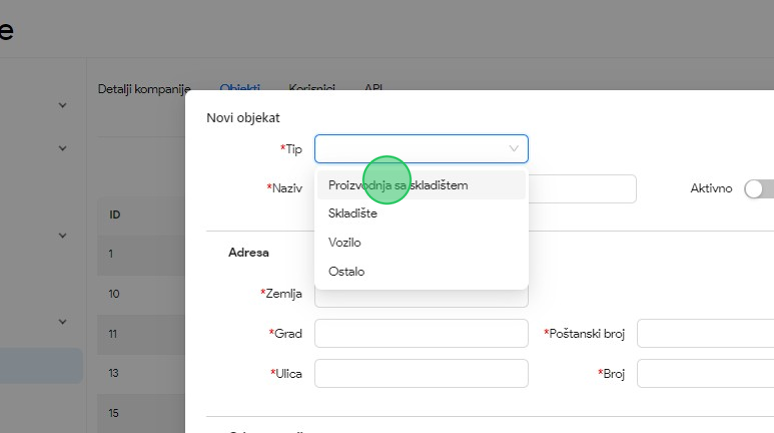 e
Detalji kompanije Objekti Korisnici API
Novi objekat
*Tip
Proizvodnja sa skladištem
*Naziv
Aktivno
Skladište
ID
Vozilo
Adresa
1
Ostalo
10
*Zemlja
11
*Grad
*Poštanski broj
13
*Ulica
*Broj
15